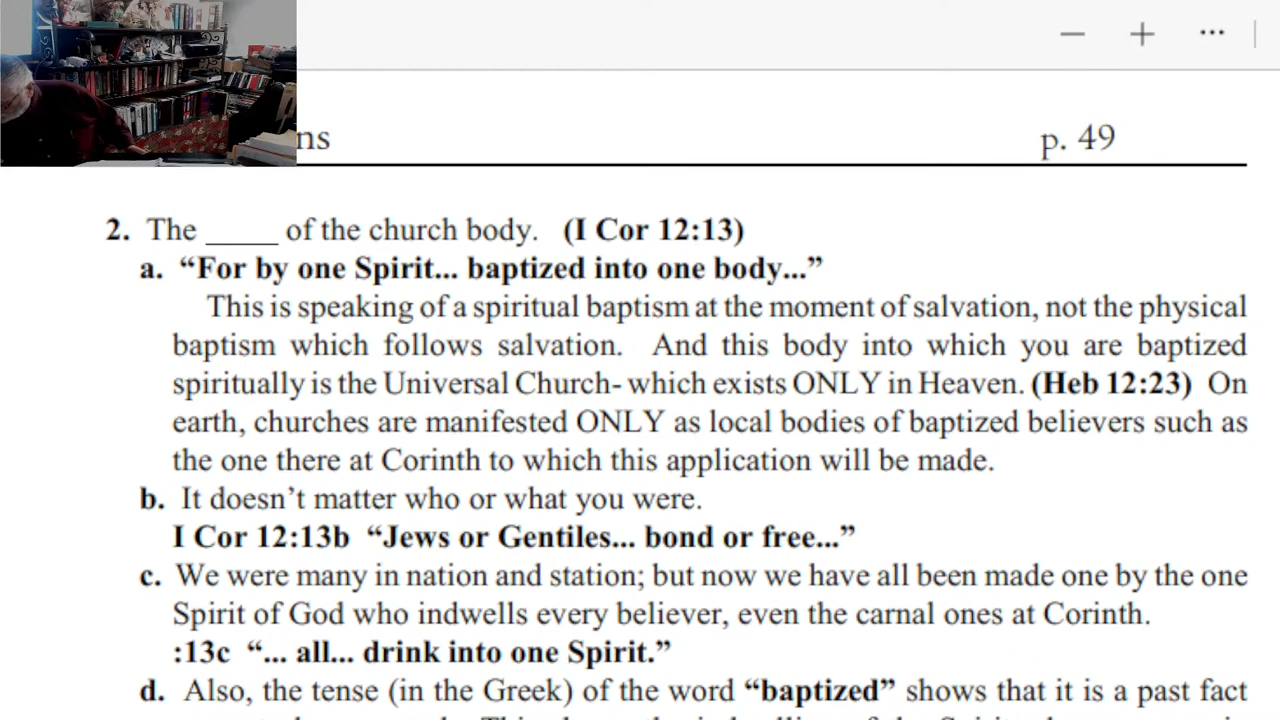 ns
p. 49
2. The _____ of the church body. (I Cor 12:13)
a. “For by one Spirit... baptized into one body...”
This is speaking of a spiritual baptism at the moment of salvation, not the physical
baptism which follows salvation. And this body into which you are baptized
spiritually is the Universal Church- which exists ONLY in Heaven. (Heb 12:23) On
earth, churches are manifested ONLY as local bodies of baptized believers such as
the one there at Corinth to which this application will be made.
b. It doesn’t matter who or what you were.
I Cor 12:13b “Jews or Gentiles... bond or free...”
c. We were many in nation and station; but now we have all been made one by the one
Spirit of God who indwells every believer, even the carnal ones at Corinth.
:13c “... all... drink into one Spirit.”
d. Also, the tense (in the Greek) of the word “baptized” shows that it is a past fact